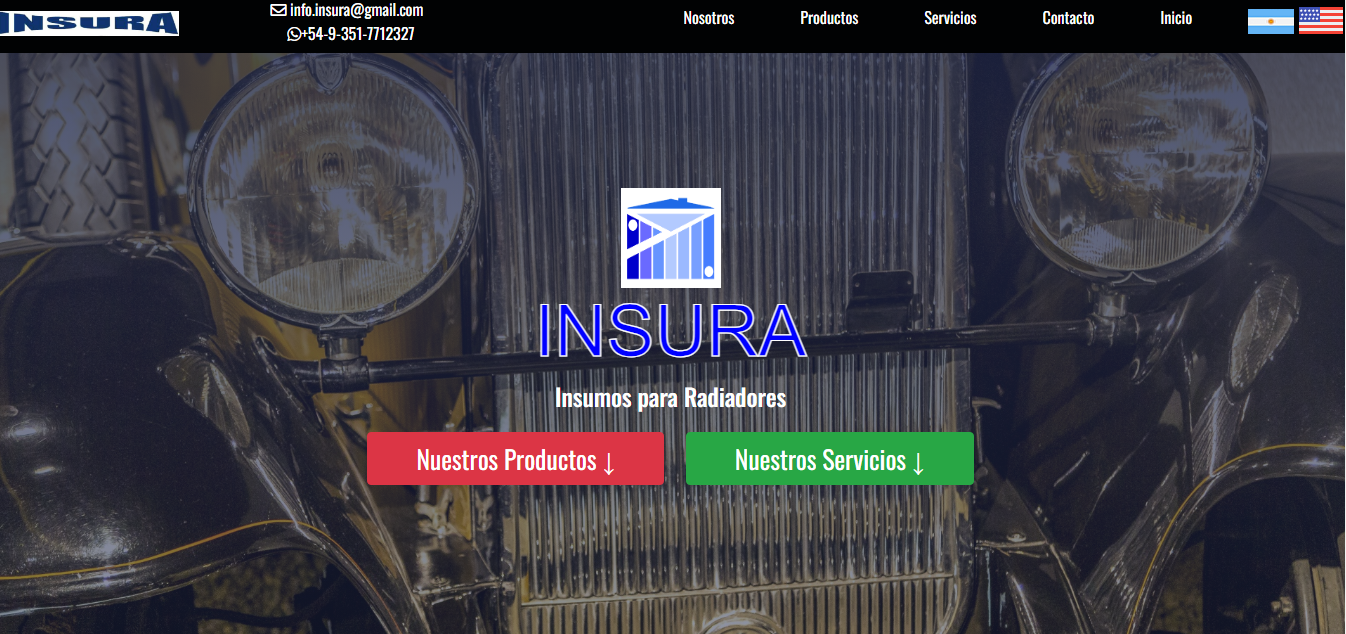 INSURA
info.insura@gmail.com
+54-9-351-7712327
Nosotros Productos Servicios Contacto Inicio
INSURA
Insumos para Radiadores
Nuestros Productos ↓
Nuestros Servicios ↓